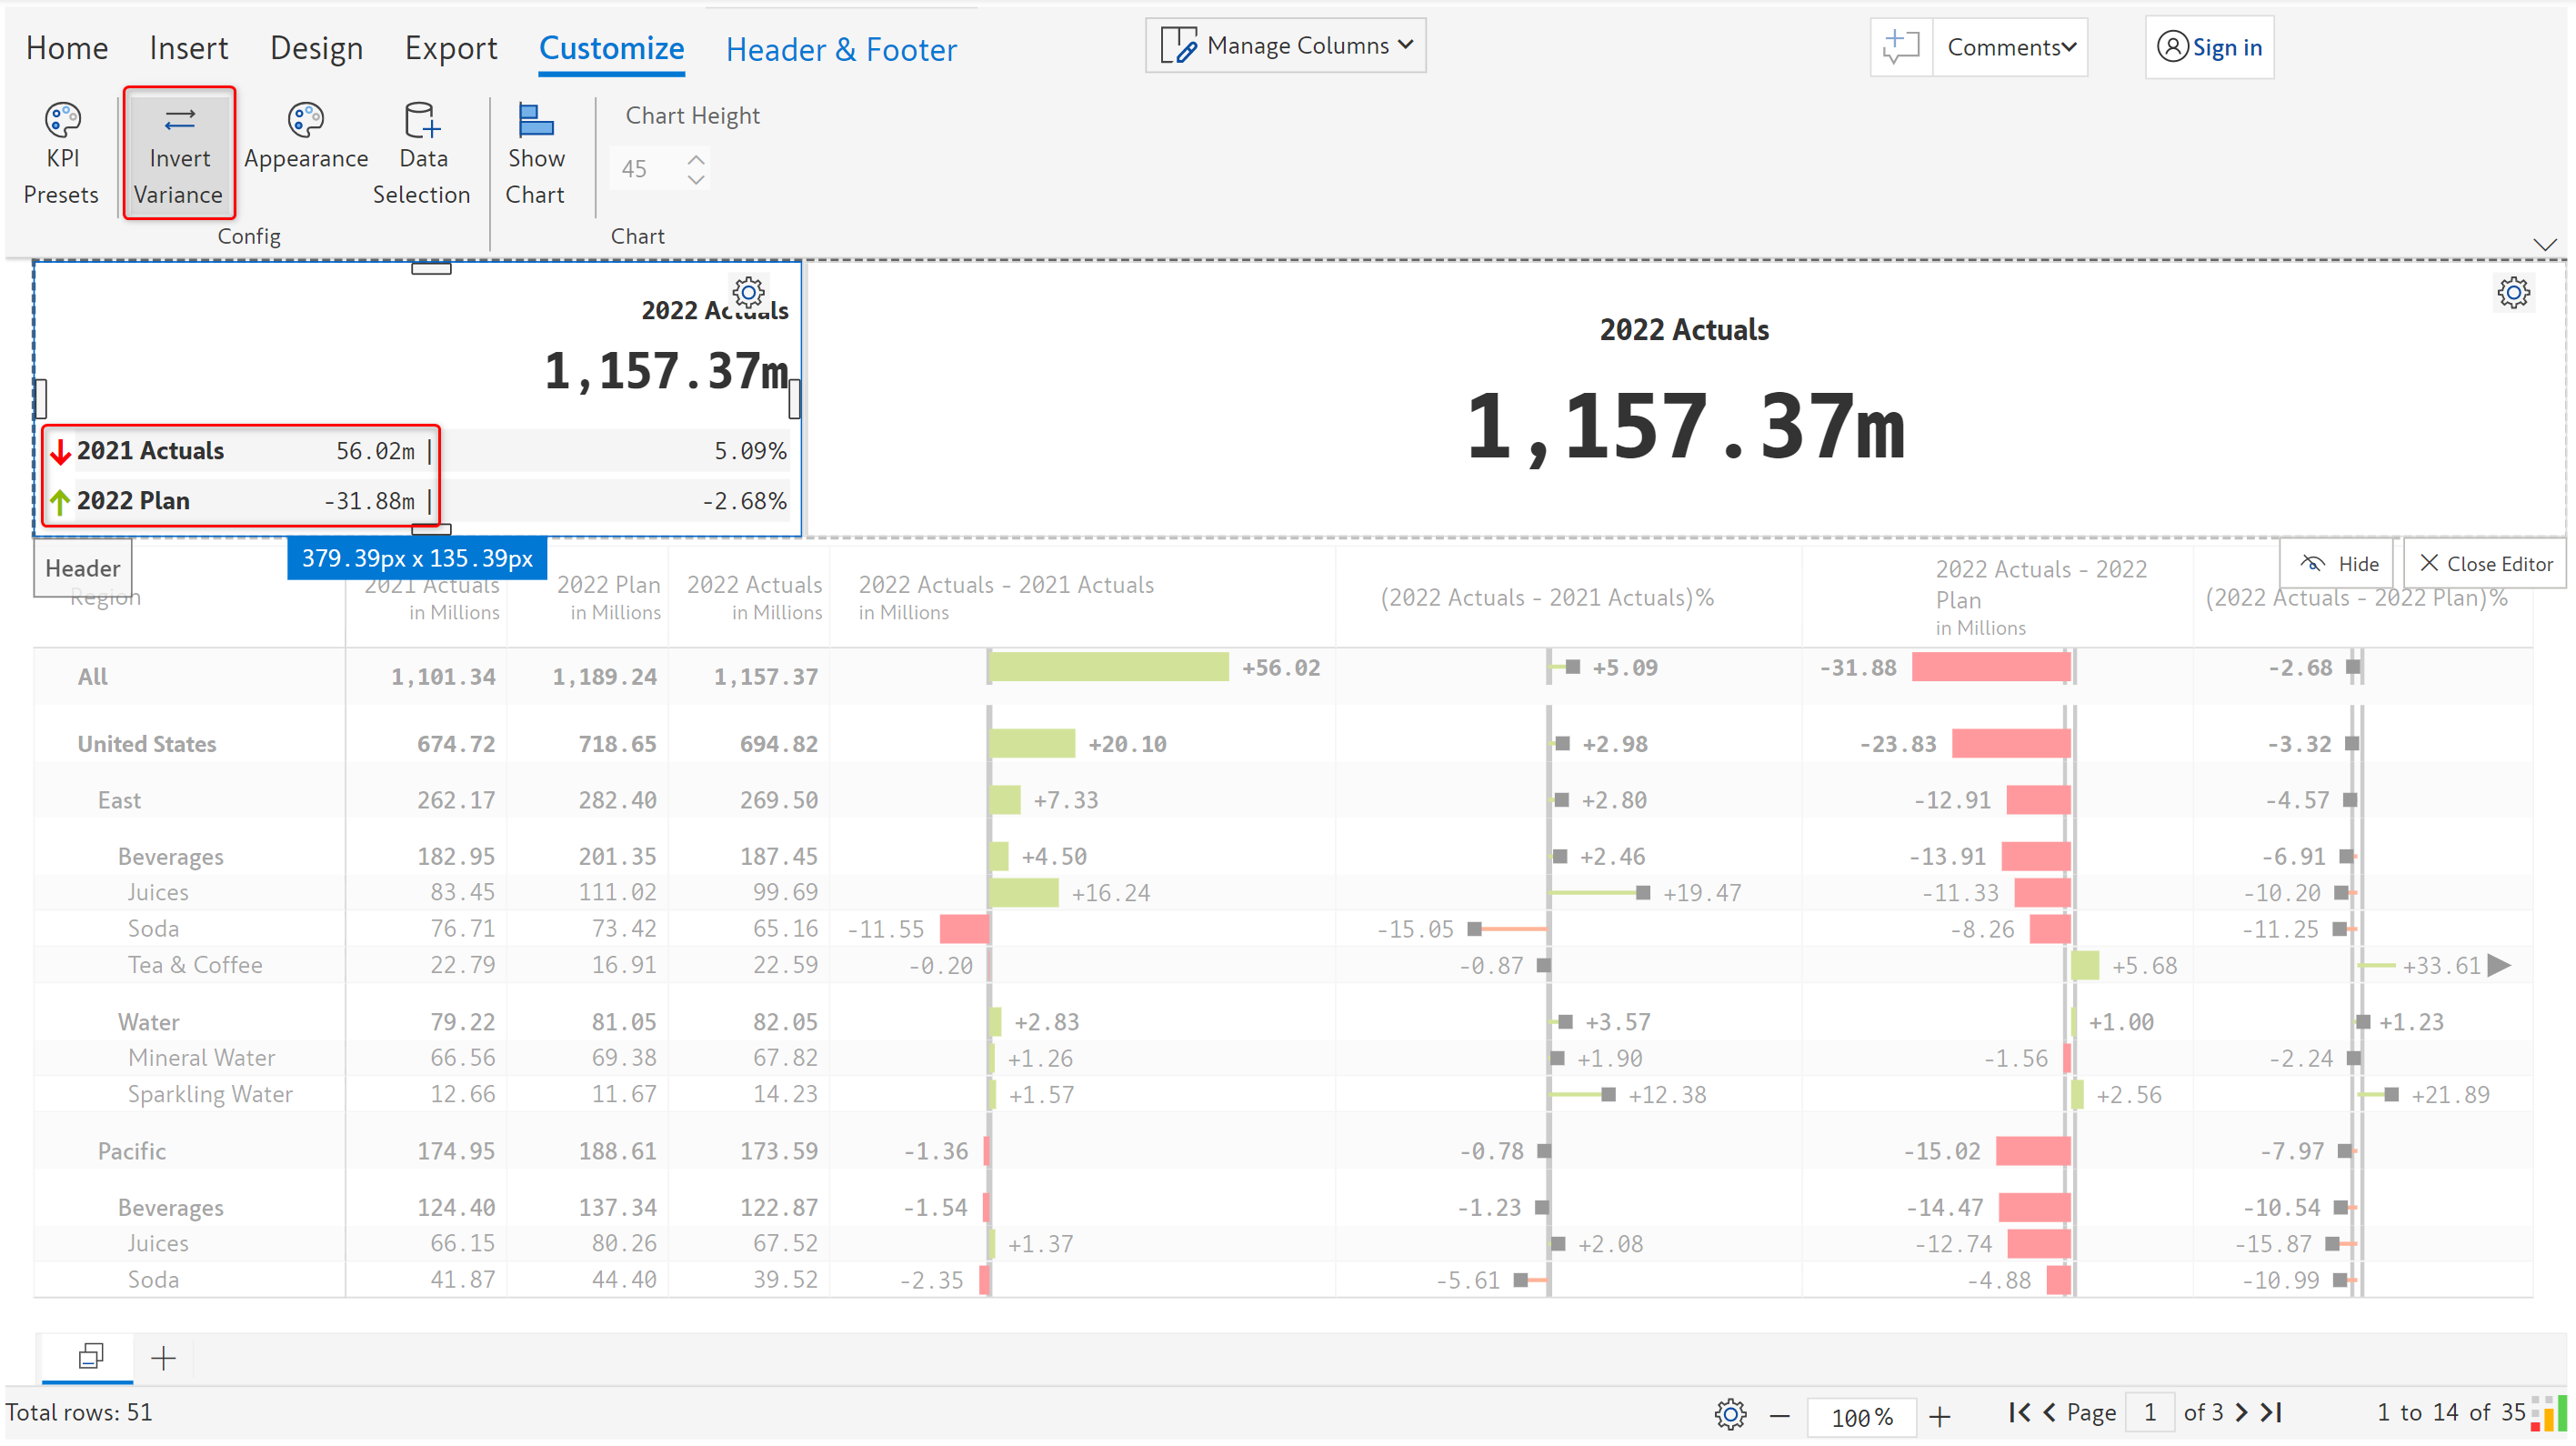 Home Insert Design Export Customize Header & Footer Manage Columns Comments Sign in
KPI Presets Invert Variance Appearance Data Selection Show Chart Chart Height
45
Config Chart
2022 Actuals
1,157.37m
2021 Actuals 56.02m | 5.09%
2022 Plan -31.88m | -2.68%
2022 Actuals
1,157.37m
Header 379.39px x 135.39px Hide Close Editor
Region 2021 Actuals in Millions 2022 Plan in Millions 2022 Actuals in Millions 2022 Actuals - 2021 Actuals in Millions (2022 Actuals - 2021 Actuals)% 2022 Actuals - 2022 Plan in Millions (2022 Actuals - 2022 Plan)%
All 1,101.34 1,189.24 1,157.37 +56.02 +5.09 -31.88 -2.68
United States 674.72 718.65 694.82 +20.10 +2.98 -23.83 -3.32
East 262.17 282.40 269.50 +7.33 +2.80 -12.91 -4.57
Beverages 182.95 201.35 187.45 +4.50 +2.46 -13.91 -6.91
Juices 83.45 111.02 99.69 +16.24 +19.47 -11.33 -10.20
Soda 76.71 73.42 65.16 -11.55 -15.05 -8.26 -11.25
Tea & Coffee 22.79 16.91 22.59 -0.20 -0.87 +5.68 +33.61
Water 79.22 81.05 82.05 +2.83 +3.57 +1.00 +1.23
Mineral Water 66.56 69.38 67.82 +1.26 +1.90 -1.56 -2.24
Sparkling Water 12.66 11.67 14.23 +1.57 +12.38 +2.56 +21.89
Pacific 174.95 188.61 173.59 -1.36 -0.78 -15.02 -7.97
Beverages 124.40 137.34 122.87 -1.54 -1.23 -14.47 -10.54
Juices 66.15 80.26 67.52 +1.37 +2.08 -12.74 -15.87
Soda 41.87 44.40 39.52 -2.35 -5.61 -4.88 -10.99
Total rows: 51 100% Page 1 of 3 1 to 14 of 35